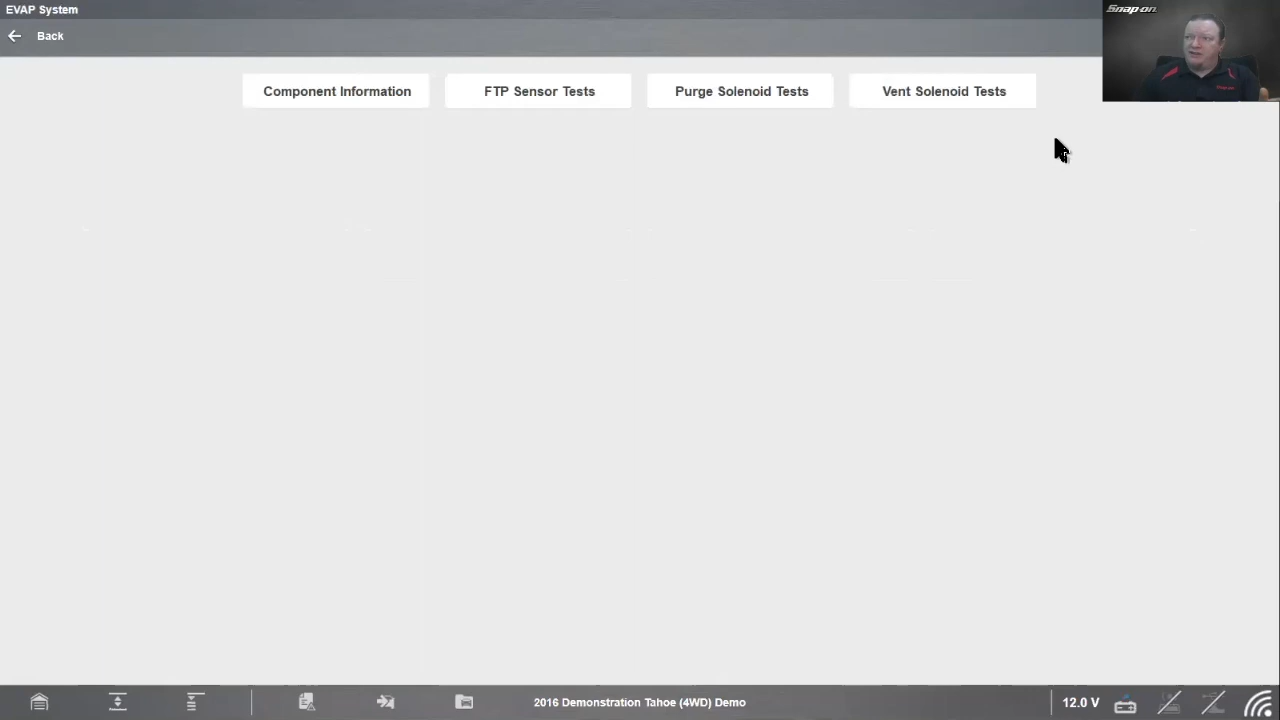 EVAP System
Snap-on
Back
Component Information
FTP Sensor Tests
Purge Solenoid Tests
Vent Solenoid Tests
2016 Demonstration Tahoe (4WD) Demo
12.0 V